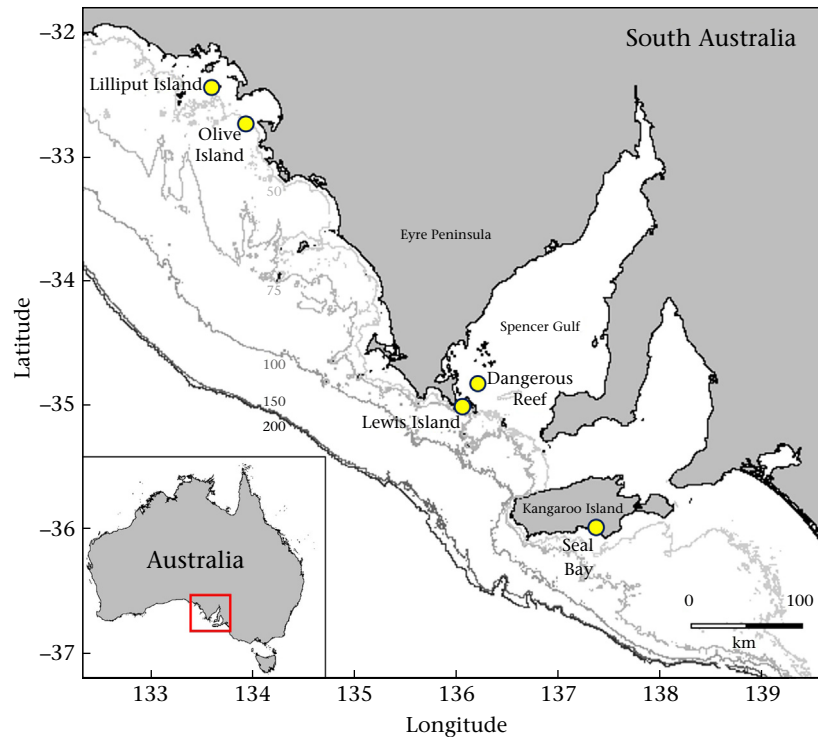 South Australia
−32
−33
−34
−35
−36
−37
Latitude
Lilliput Island
Olive
Island
50
Eyre Peninsula
75
Spencer Gulf
100
Dangerous
Reef
150
Lewis Island
200
Kangaroo Island
Seal
Bay
Australia
0 100
km
133 134 135 136 137 138 139
Longitude